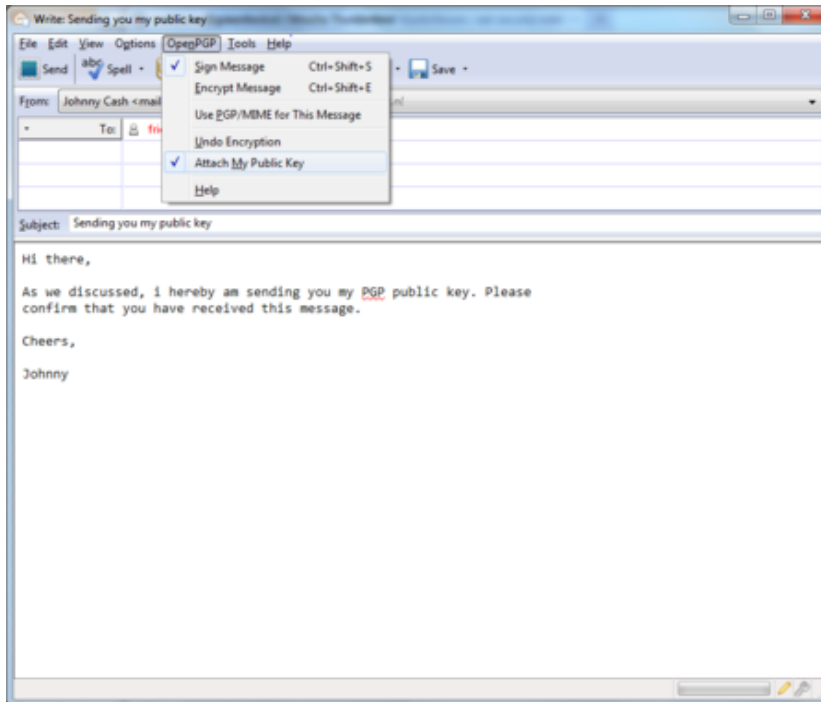 Write: Sending you my public key
File Edit View Options OpenPGP Tools Help
Send abc Spell Save
✓ Sign Message Ctrl+Shift+S
Encrypt Message Ctrl+Shift+E
Use PGP/MIME for This Message
Undo Encryption
✓ Attach My Public Key
Help
From: Johnny Cash <mail
To:
Subject: Sending you my public key
Hi there,
As we discussed, i hereby am sending you my PGP public key. Please
confirm that you have received this message.
Cheers,
Johnny